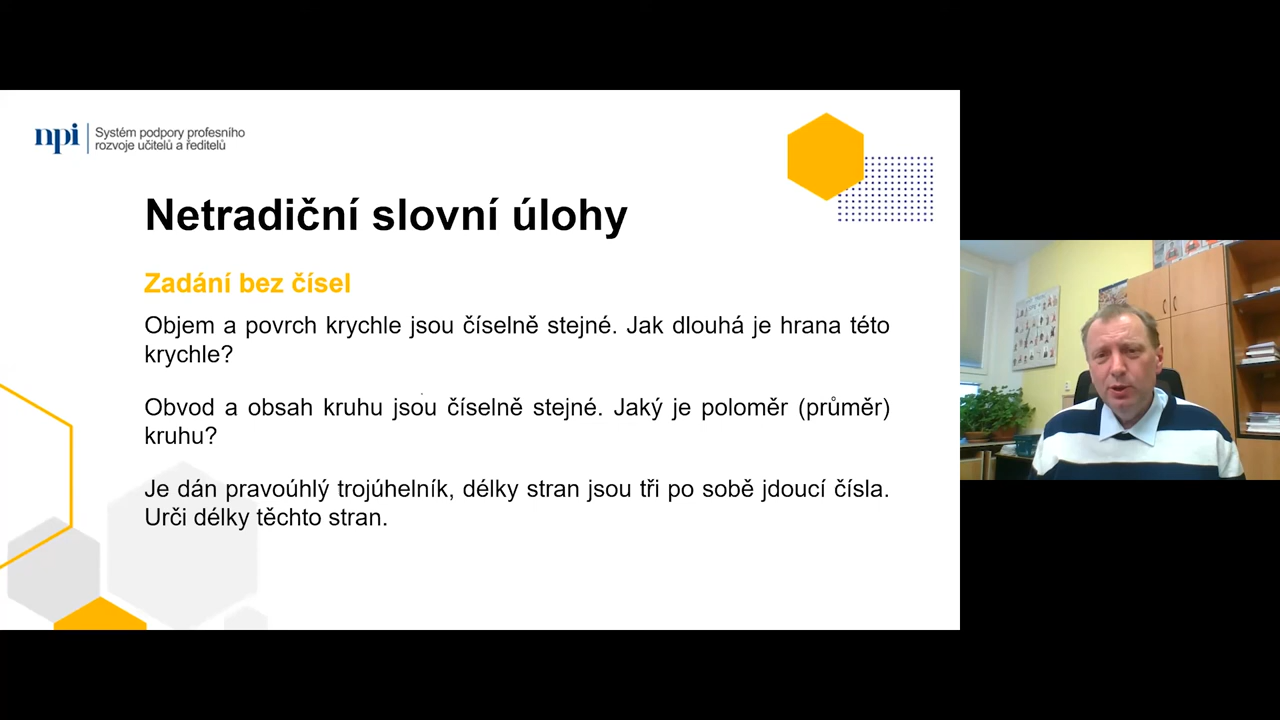 npi
Systém podpory profesního
rozvoje učitelů a ředitelů
Netradiční slovní úlohy
Zadání bez čísel
Objem a povrch krychle jsou číselně stejné. Jak dlouhá je hrana této
krychle?
Obvod a obsah kruhu jsou číselně stejné. Jaký je poloměr (průměr)
kruhu?
Je dán pravoúhlý trojúhelník, délky stran jsou tři po sobě jdoucí čísla.
Urči délky těchto stran.